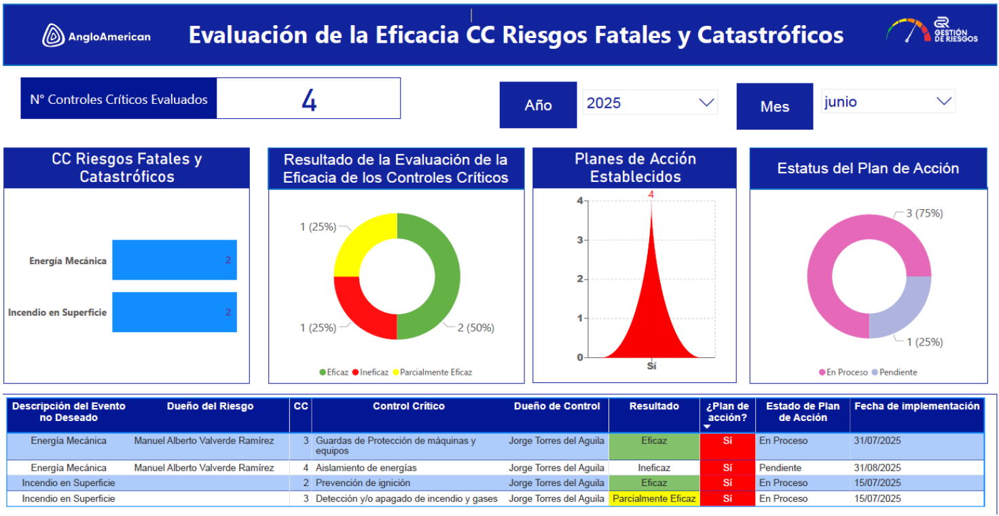 AngloAmerican
Evaluación de la Eficacia CC Riesgos Fatales y Catastróficos
GESTIÓN
DE RIESGOS
N° Controles Críticos Evaluados
4
Año
2025
Mes
junio
CC Riesgos Fatales y
Catastróficos
Energía Mecánica
2
Incendio en Superficie
2
Resultado de la Evaluación de la
Eficacia de los Controles Críticos
1 (25%)
1 (25%)
2 (50%)
Eficaz Ineficaz Parcialmente Eficaz
Planes de Acción
Establecidos
4
4
3
2
1
0
Sí
Estatus del Plan de Acción
3 (75%)
1 (25%)
En Proceso Pendiente
Descripción del Evento
no Deseado
Dueño del Riesgo
CC
Control Crítico
Dueño de Control
Resultado
¿Plan de
acción?
Estado de Plan
de Acción
Fecha de implementación
Energía Mecánica Manuel Alberto Valverde Ramírez 3 Guardas de Protección de máquinas y
equipos
Jorge Torres del Aguila Eficaz Sí En Proceso 31/07/2025
Energía Mecánica Manuel Alberto Valverde Ramírez 4 Aislamiento de energías Jorge Torres del Aguila Ineficaz Sí Pendiente 31/08/2025
Incendio en Superficie 2 Prevención de ignición Jorge Torres del Aguila Eficaz Sí En Proceso 15/07/2025
Incendio en Superficie 3 Detección y/o apagado de incendio y gases Jorge Torres del Aguila Parcialmente Eficaz Sí En Proceso 15/07/2025